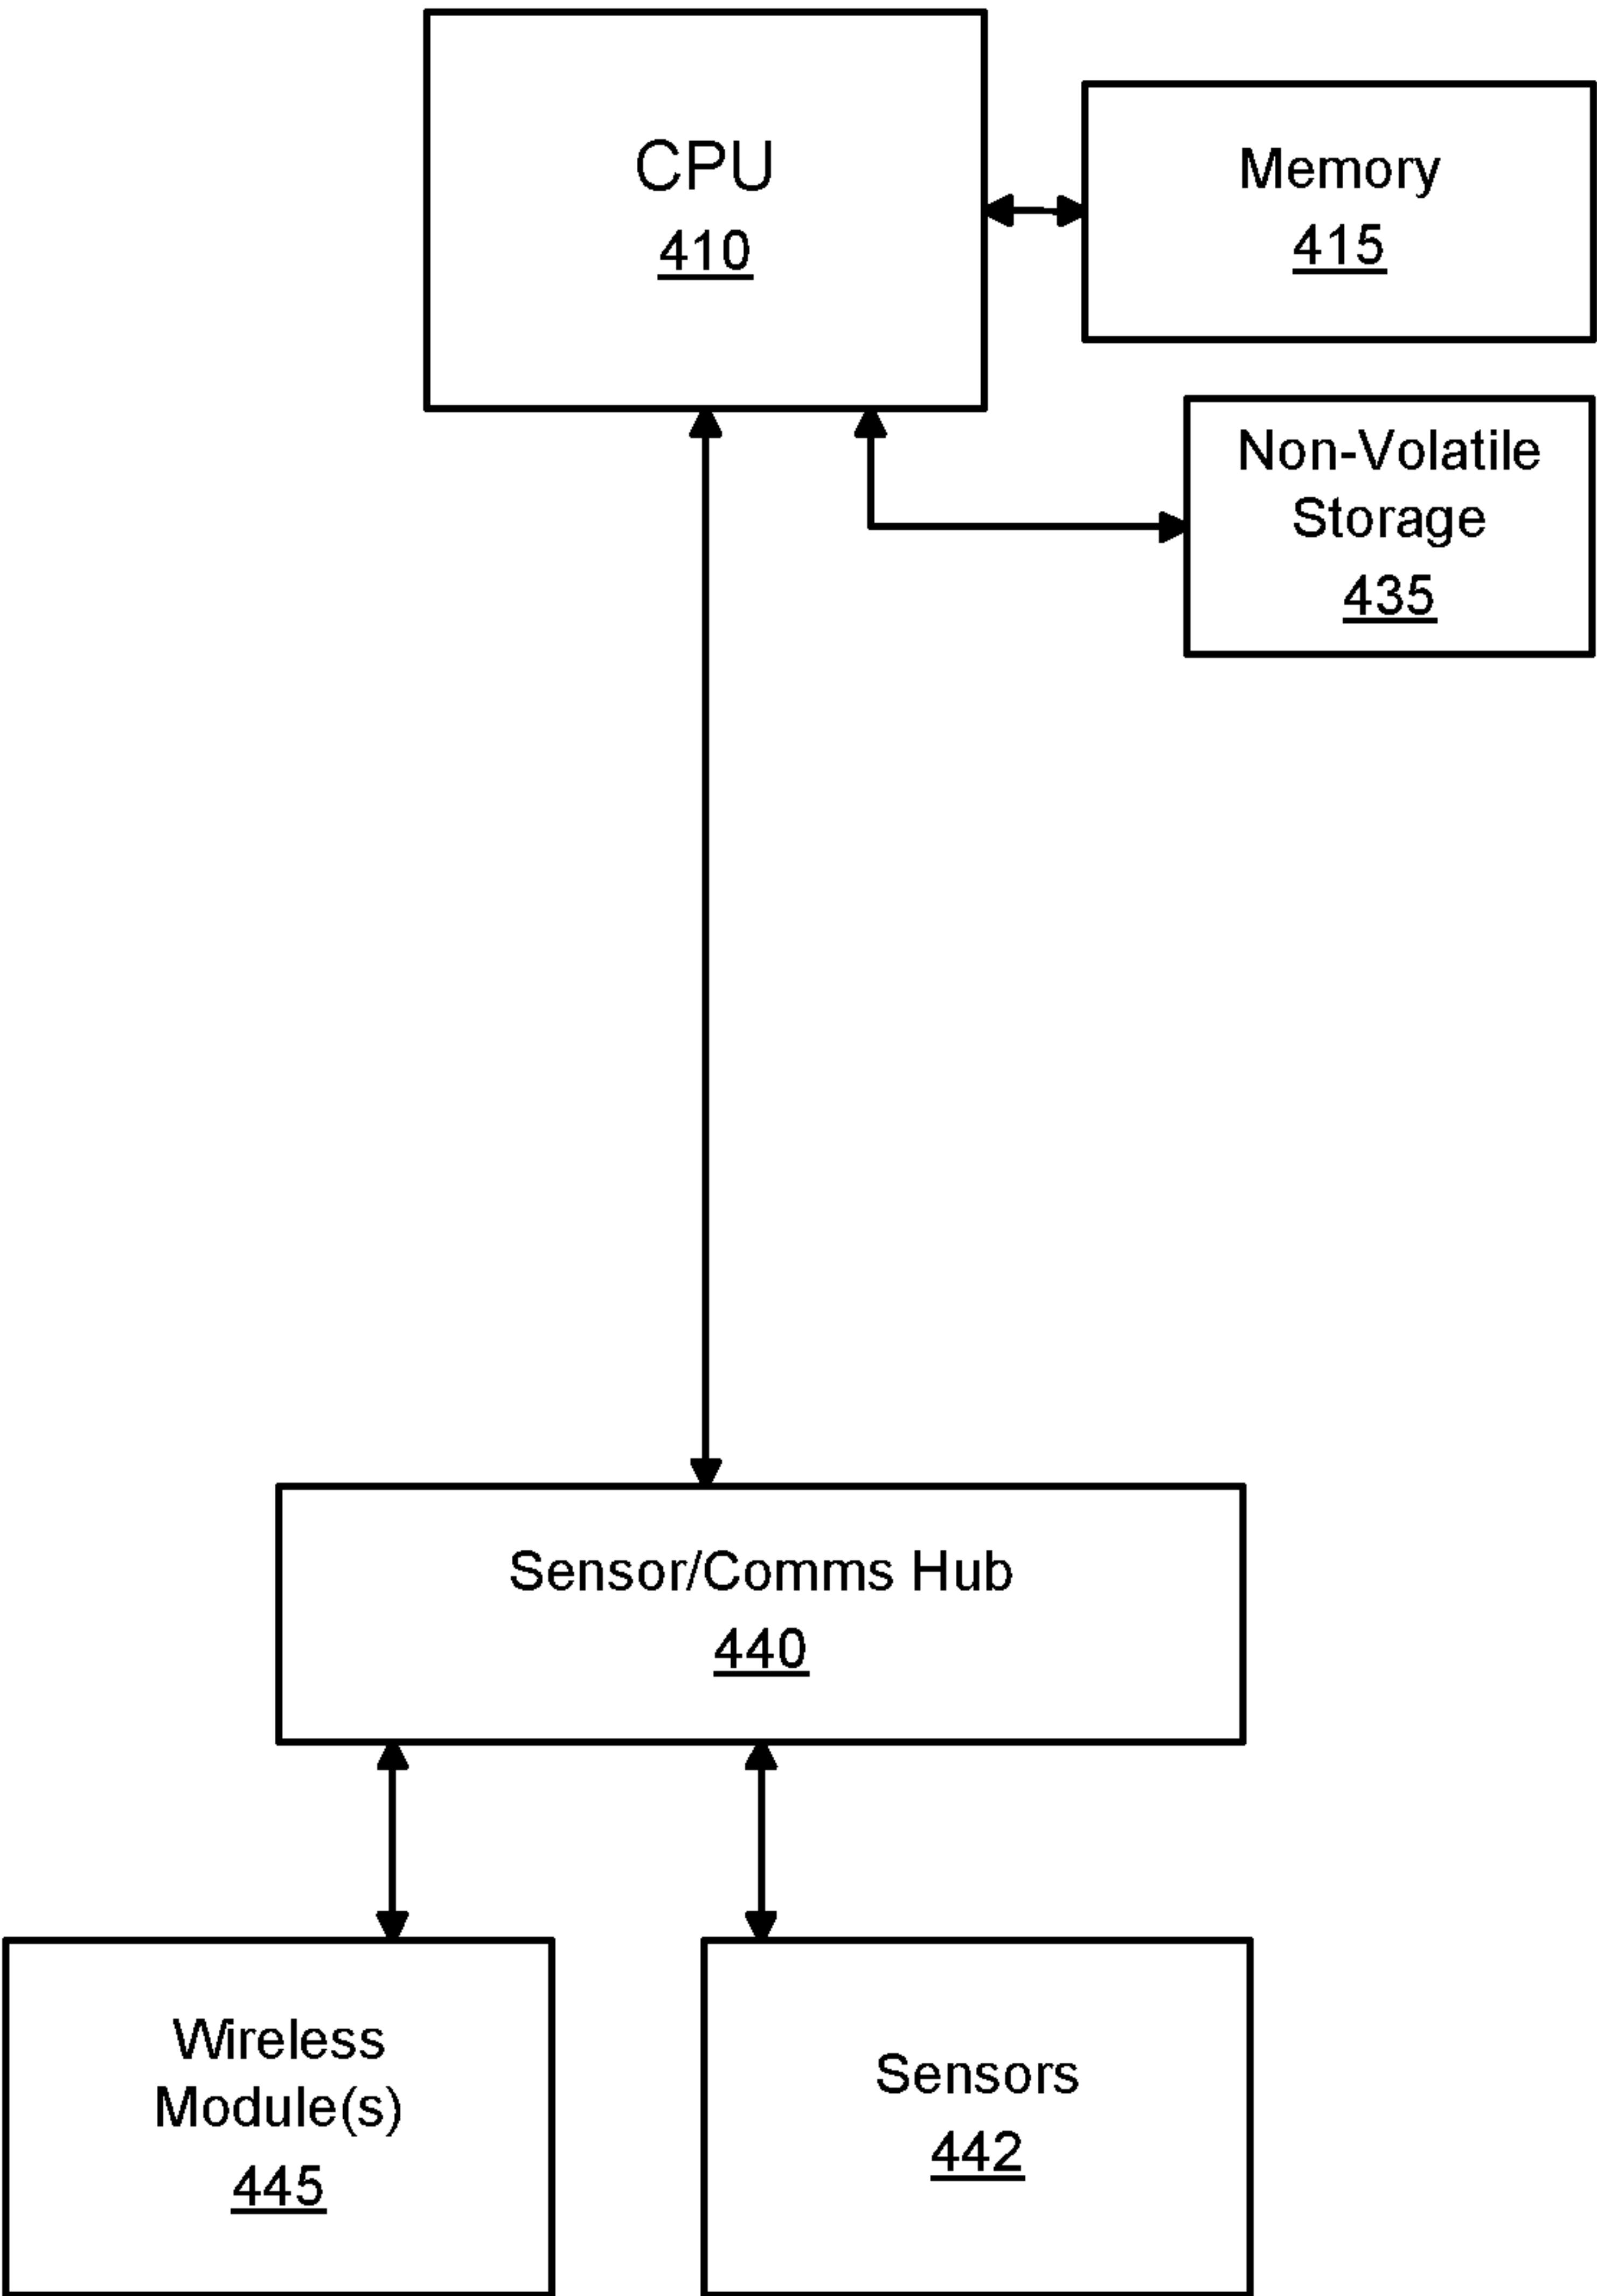 CPU
410
Memory
415
Non-Volatile
Storage
435
Sensor/Comms Hub
440
Wireless
Module(s)
445
Sensors
442